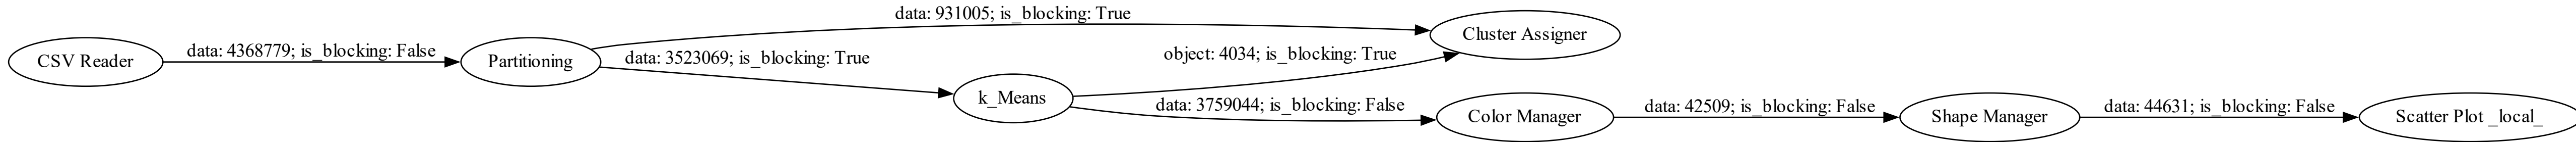 CSV Reader
data: 4368779; is_blocking: False
Partitioning
data: 931005; is_blocking: True
data: 3523069; is_blocking: True
k_Means
object: 4034; is_blocking: True
Cluster Assigner
data: 3759044; is_blocking: False
Color Manager
data: 42509; is_blocking: False
Shape Manager
data: 44631; is_blocking: False
Scatter Plot _local_